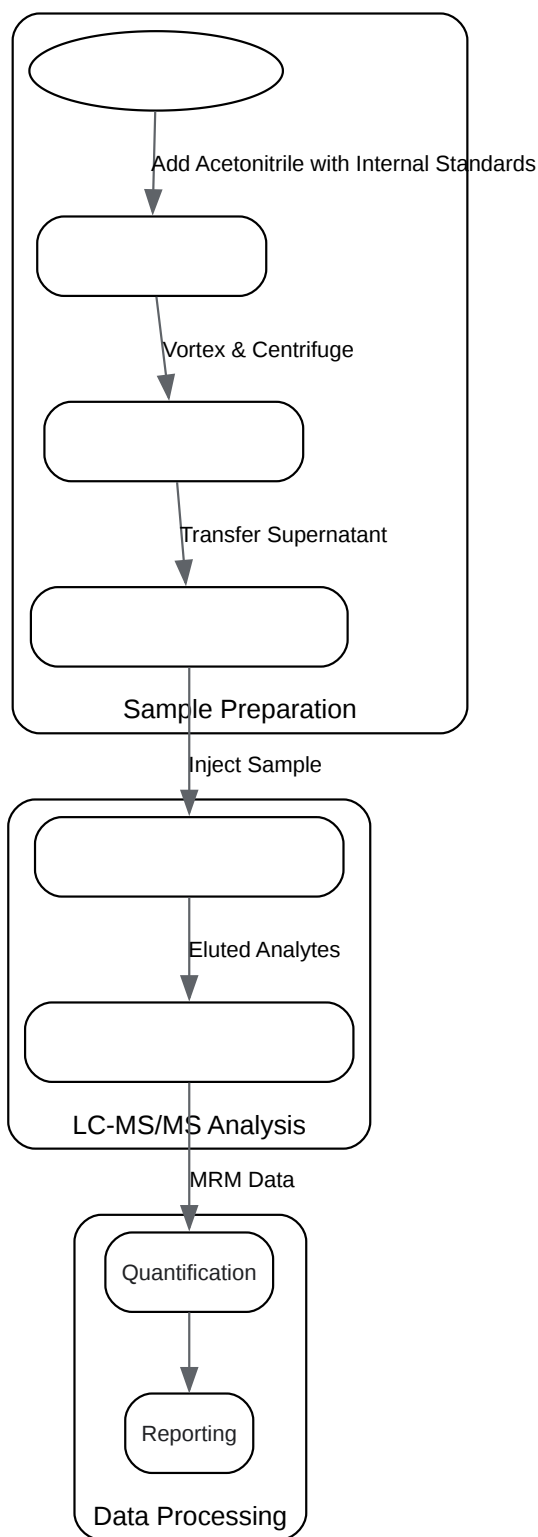 Add Acetonitrile with Internal Standards
Vortex & Centrifuge
Transfer Supernatant
Sample Preparation
Inject Sample
Eluted Analytes
LC-MS/MS Analysis
MRM Data
Quantification
Reporting
Data Processing